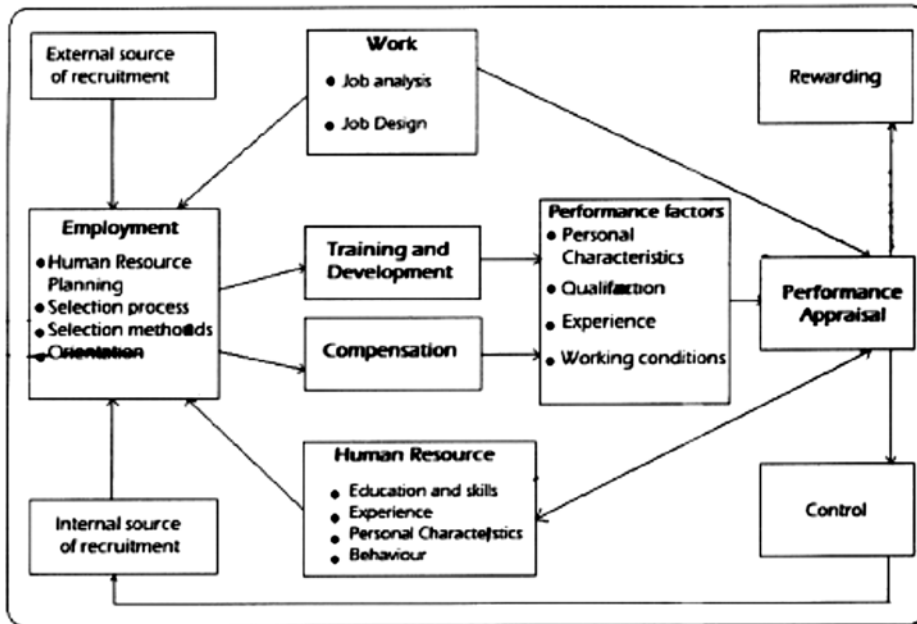 External source
of recruitment
Work
• Job analysis
• Job Design
Rewarding
Employment
• Human Resource
Planning
• Selection process
• Selection methodds
• Orientation
Training and
Development
Compensation
Performance factors
• Personal
Characteristics
• Qualifaction
• Experience
• Working conditions
Performance
Appraisal
Human Resource
• Education and skills
• Experience
• Personal Characteristics
• Behaviour
Internal source
of recruitment
Control